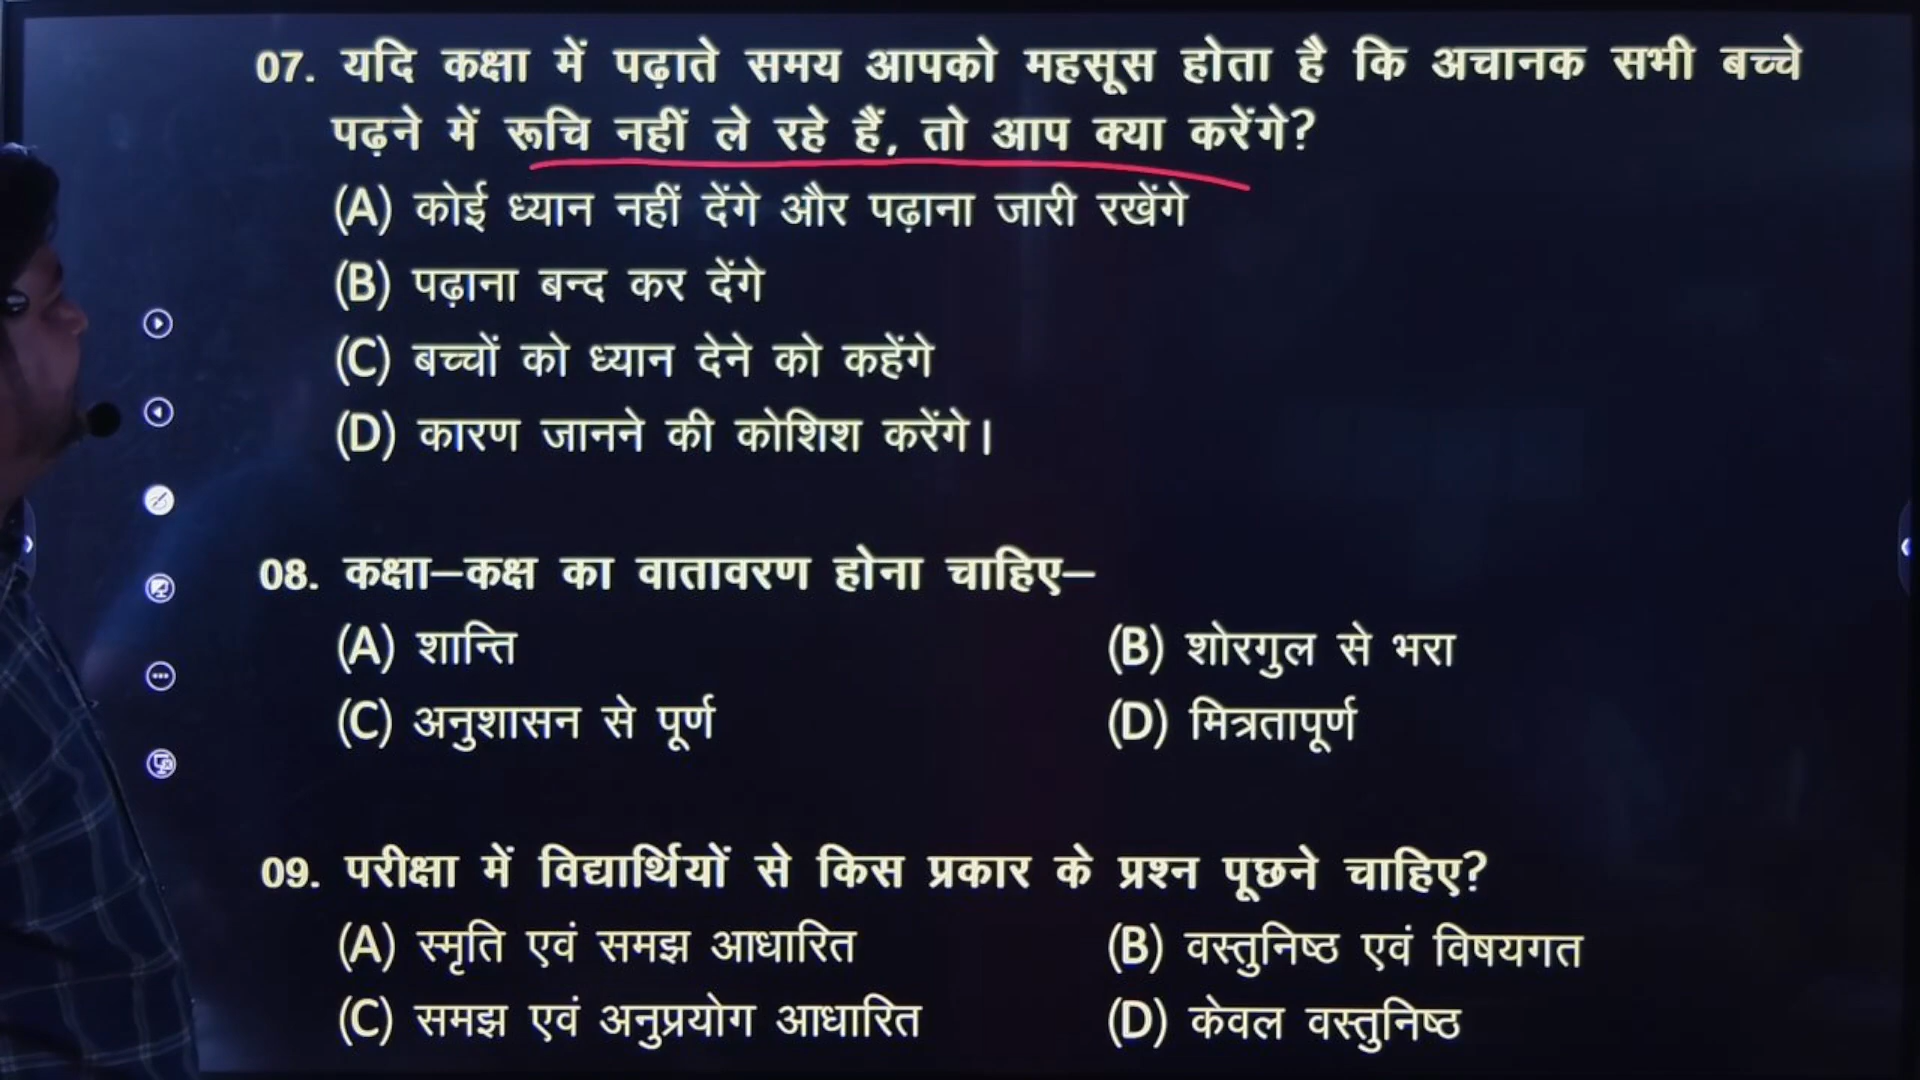 07. यदि कक्षा में पढ़ाते समय आपको महसूस होता है कि अचानक सभी बच्चे
पढ़ने में रूचि नहीं ले रहे हैं, तो आप क्या करेंगे?
(A) कोई ध्यान नहीं देंगे और पढ़ाना जारी रखेंगे
(B) पढ़ाना बन्द कर देंगे
(C) बच्चों को ध्यान देने को कहेंगे
(D) कारण जानने की कोशिश करेंगे।
08. कक्षा–कक्ष का वातावरण होना चाहिए–
(A) शान्ति (B) शोरगुल से भरा
(C) अनुशासन से पूर्ण (D) मित्रतापूर्ण
09. परीक्षा में विद्यार्थियों से किस प्रकार के प्रश्न पूछने चाहिए?
(A) स्मृति एवं समझ आधारित (B) वस्तुनिष्ठ एवं विषयगत
(C) समझ एवं अनुप्रयोग आधारित (D) केवल वस्तुनिष्ठ